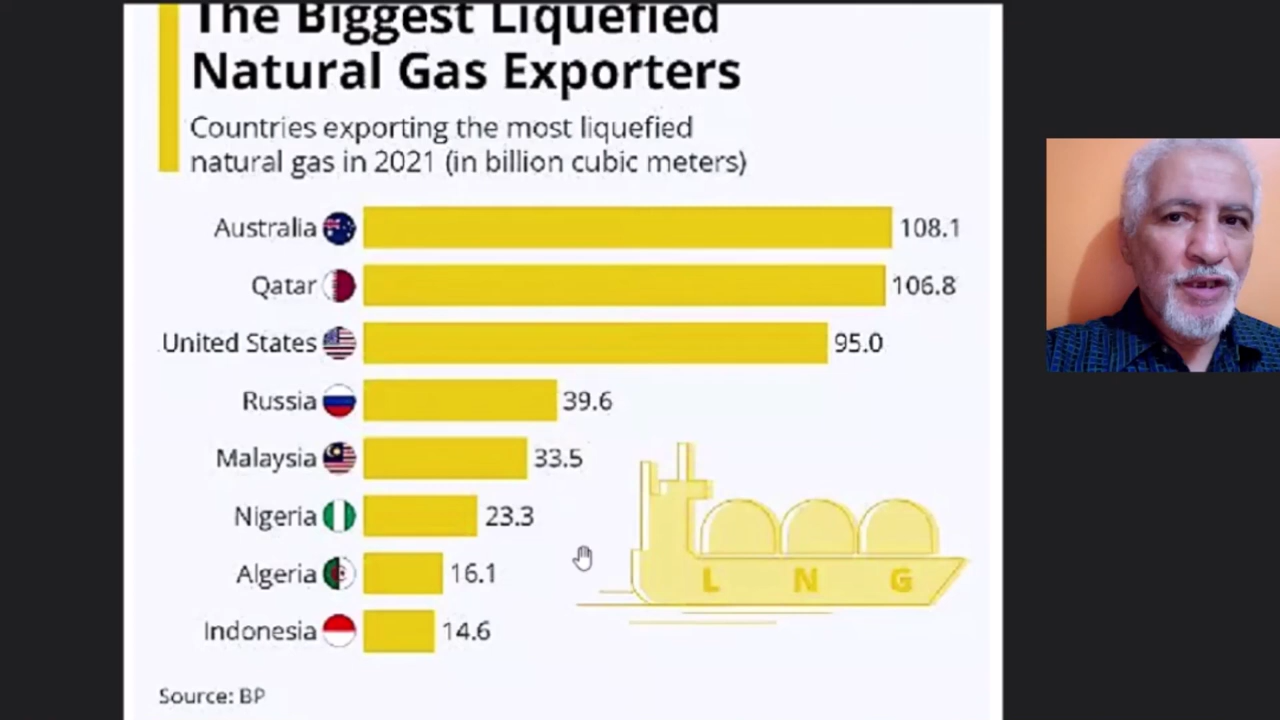 The Biggest Liquefied
Natural Gas Exporters
Countries exporting the most liquefied
natural gas in 2021 (in billion cubic meters)
Australia 108.1
Qatar 106.8
United States 95.0
Russia 39.6
Malaysia 33.5
Nigeria 23.3
Algeria 16.1
Indonesia 14.6
L N G
Source: BP